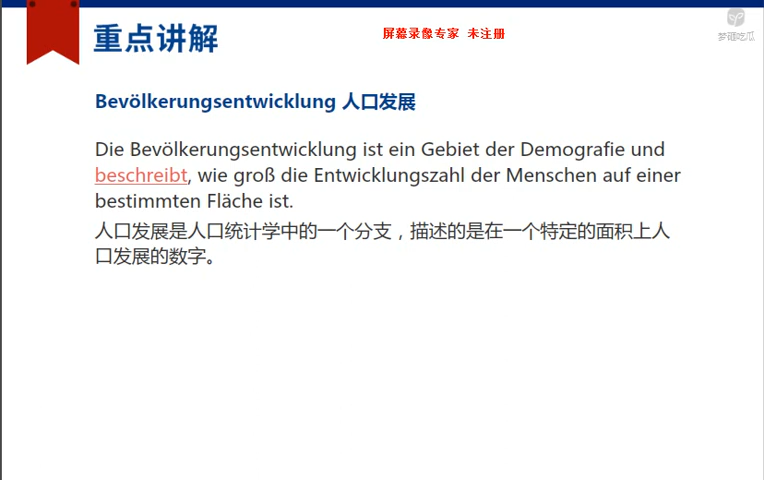 重点讲解
屏幕录像专家 未注册
梦砸吃瓜
Bevölkerungsentwicklung 人口发展
Die Bevölkerungsentwicklung ist ein Gebiet der Demografie und
beschreibt, wie groß die Entwicklungszahl der Menschen auf einer
bestimmten Fläche ist.
人口发展是人口统计学中的一个分支，描述的是在一个特定的面积上人
口发展的数字。